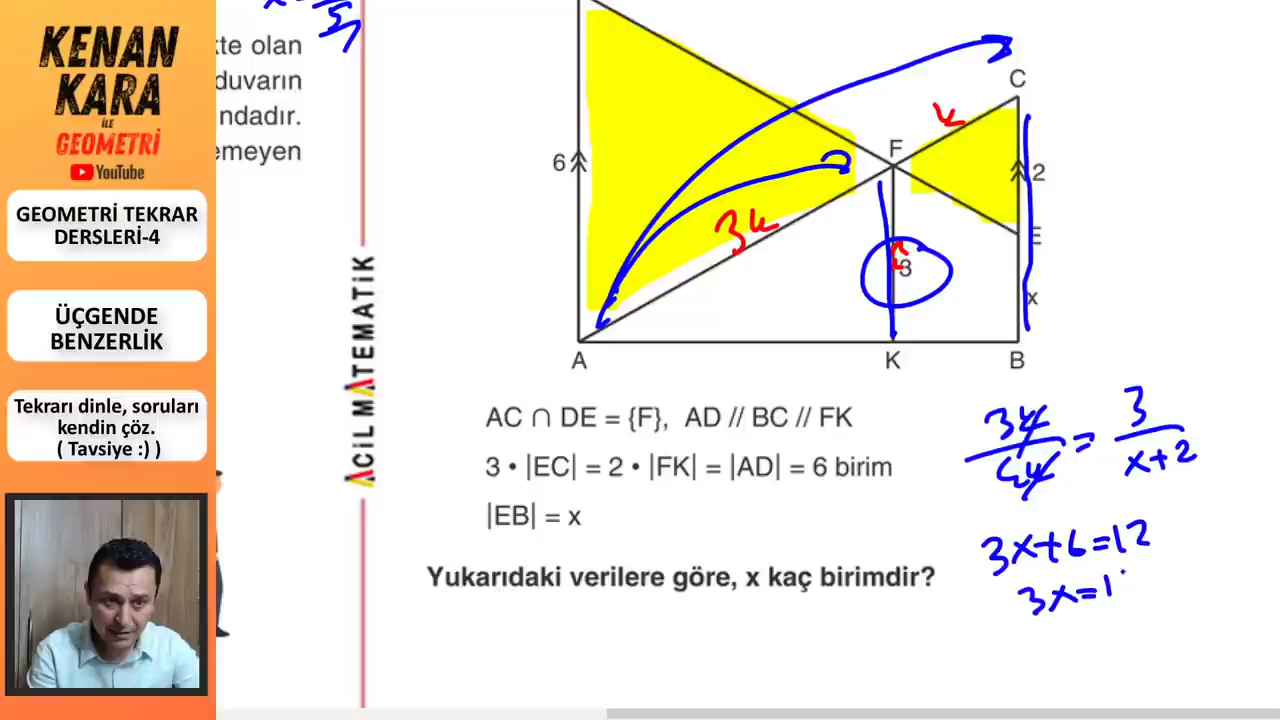 KENAN
KARA
İLE
GEOMETRİ
YouTube
GEOMETRİ TEKRAR
DERSLERİ-4
ÜÇGENDE
BENZERLİK
Tekrarı dinle, soruları
kendin çöz.
( Tavsiye :) )
kte olan
duvarın
ndadır.
emeyen
ACİL MATEMATİK
6
C
k
F
2
3k
3
E
x
A
K
B
AC ∩ DE = {F}, AD // BC // FK
3 • |EC| = 2 • |FK| = |AD| = 6 birim
|EB| = x
Yukarıdaki verilere göre, x kaç birimdir?
3k/4k = 3/x+2
3x+6=12
3x=1